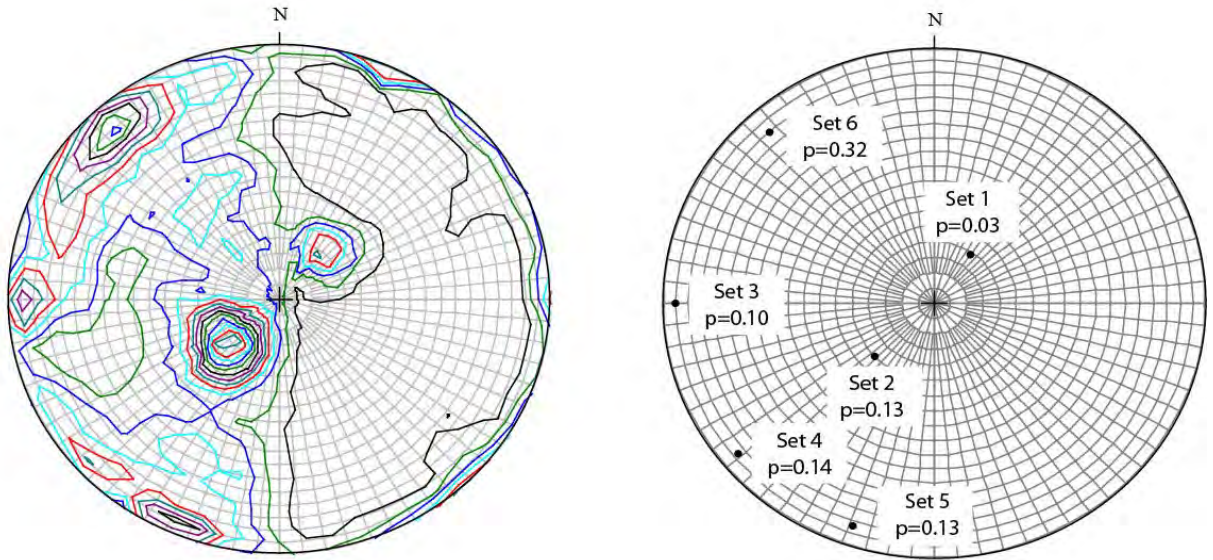 N
N
Set 6
p=0.32
Set 1
p=0.03
Set 3
p=0.10
Set 2
p=0.13
Set 4
p=0.14
Set 5
p=0.13